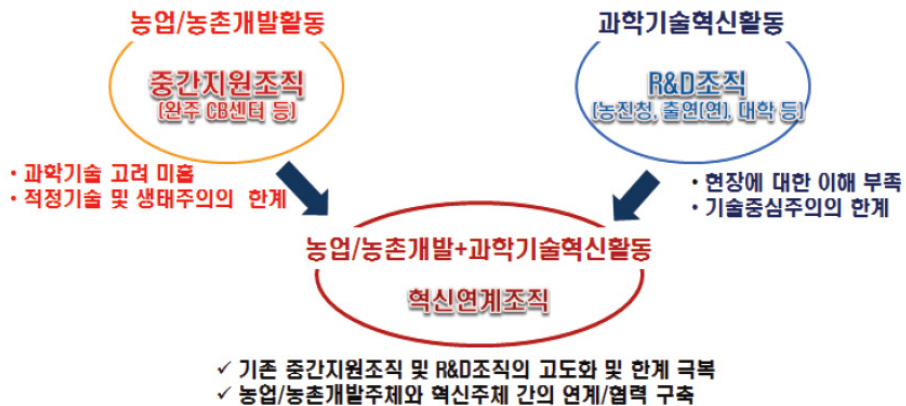 농업/농촌개발활동
중간지원조직
(완주 CB센터 등)
• 과학기술 고려 미흡
• 적정기술 및 생태주의의 한계
과학기술혁신활동
R&D조직
(농진청, 출연(연), 대학 등)
• 현장에 대한 이해 부족
• 기술중심주의의 한계
농업/농촌개발+과학기술혁신활동
혁신연계조직
✓ 기존 중간지원조직 및 R&D조직의 고도화 및 한계 극복
✓ 농업/농촌개발주체와 혁신주체 간의 연계/협력 구축